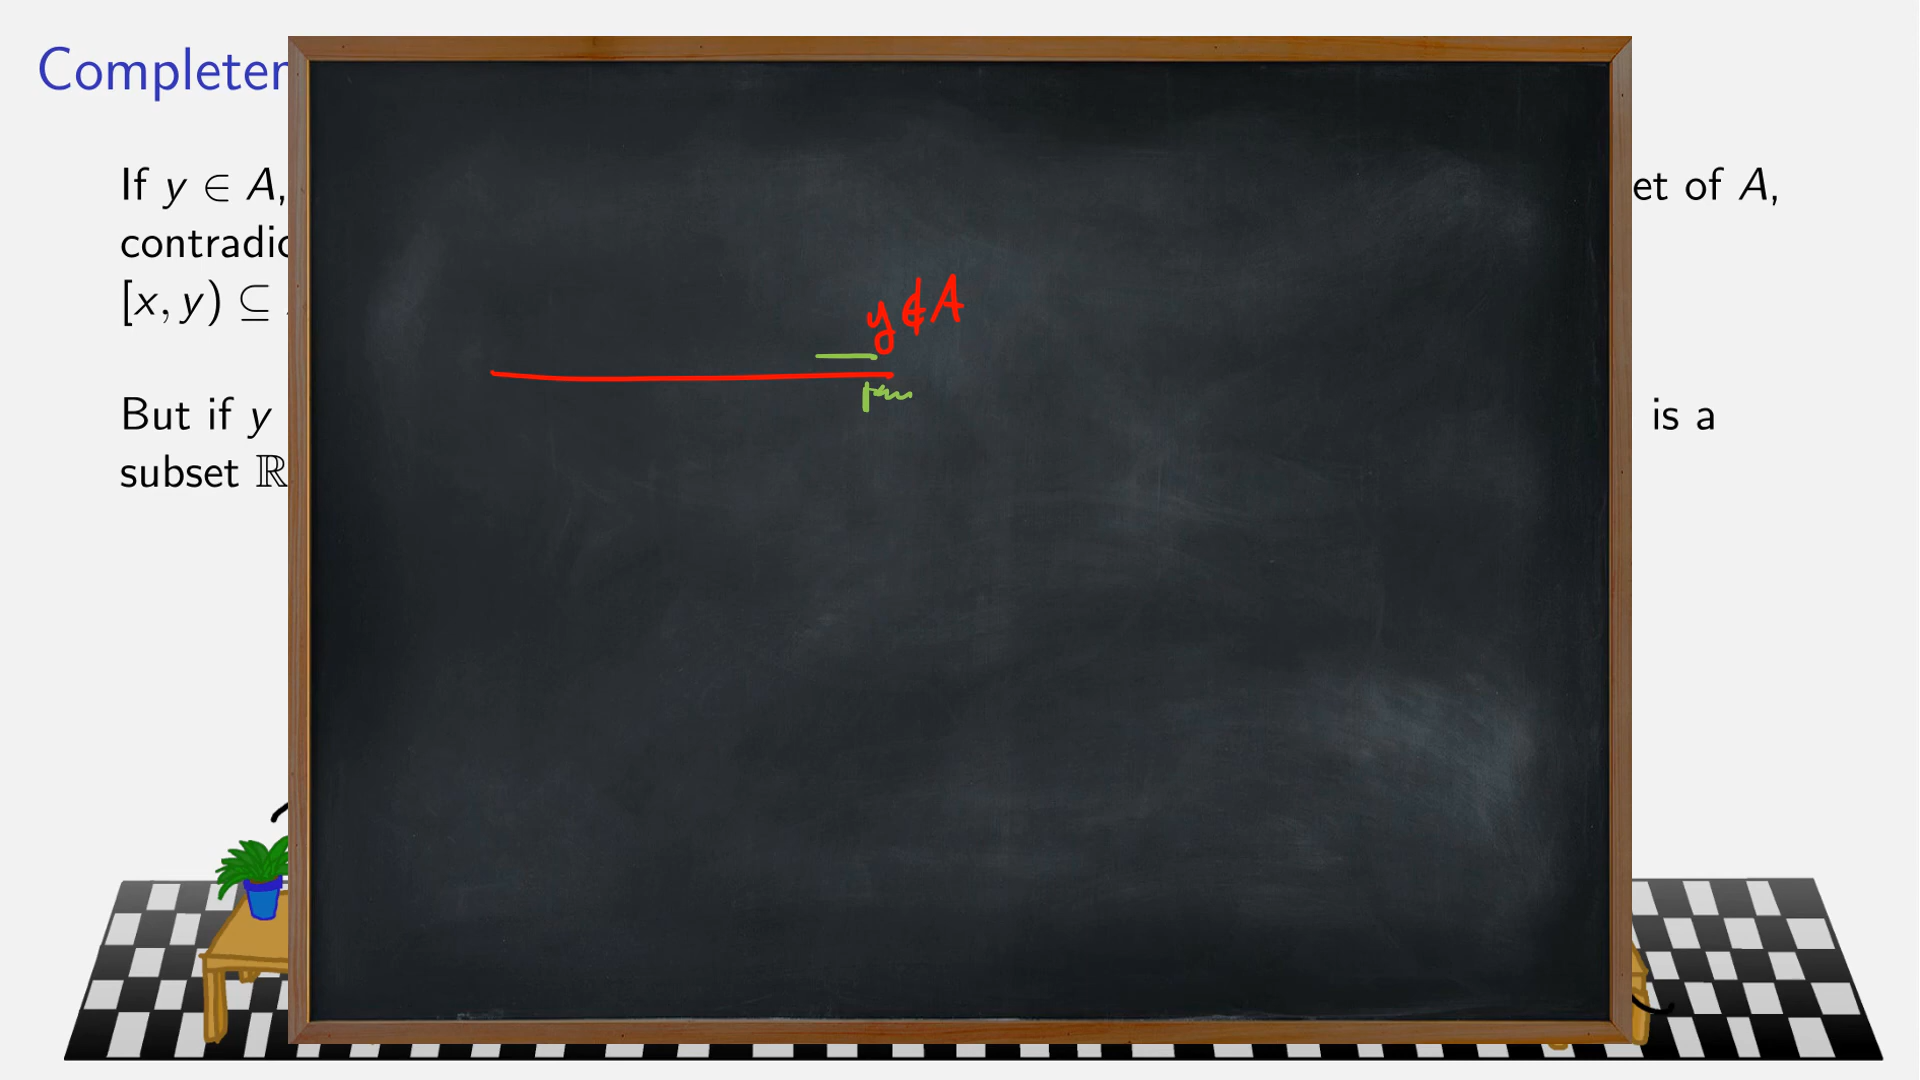 Completen
If y ∈ A, et of A,
contradic
[x, y) ⊆
y ∉ A
But if y is a
subset ℝ